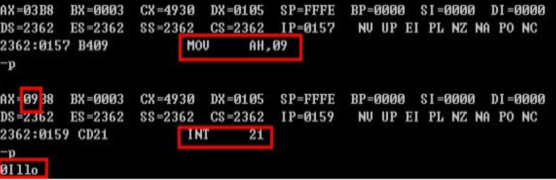 AX=03B8 BX=0003 CX=4930 DX=0105 SP=FFFE BP=0000 SI=0000 DI=0000
DS=2362 ES=2362 SS=2362 CS=2362 IP=0157 NV UP EI PL NZ NA PO NC
2362:0157 B409 MOV AH,09
-p
AX=09B8 BX=0003 CX=4930 DX=0105 SP=FFFE BP=0000 SI=0000 DI=0000
DS=2362 ES=2362 SS=2362 CS=2362 IP=0159 NV UP EI PL NZ NA PO NC
2362:0159 CD21 INT 21
-p
0Illo